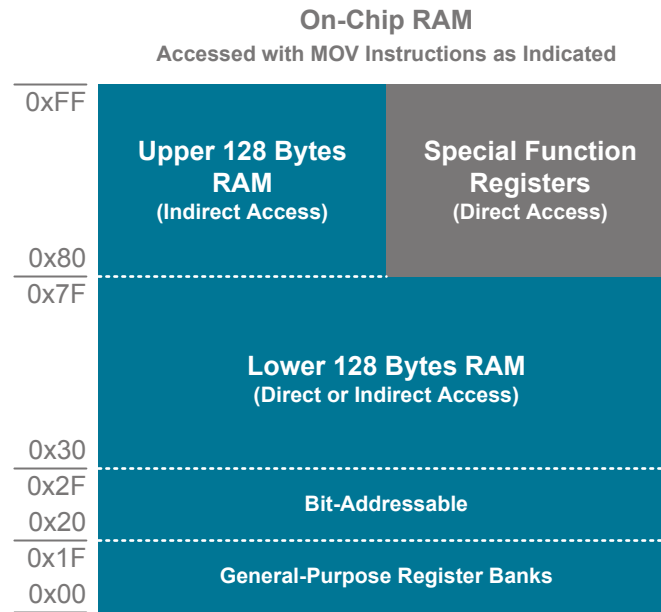 On-Chip RAM
Accessed with MOV Instructions as Indicated
0xFF
Upper 128 Bytes
RAM
(Indirect Access)
Special Function
Registers
(Direct Access)
0x80
0x7F
Lower 128 Bytes RAM
(Direct or Indirect Access)
0x30
0x2F
Bit-Addressable
0x20
0x1F
General-Purpose Register Banks
0x00